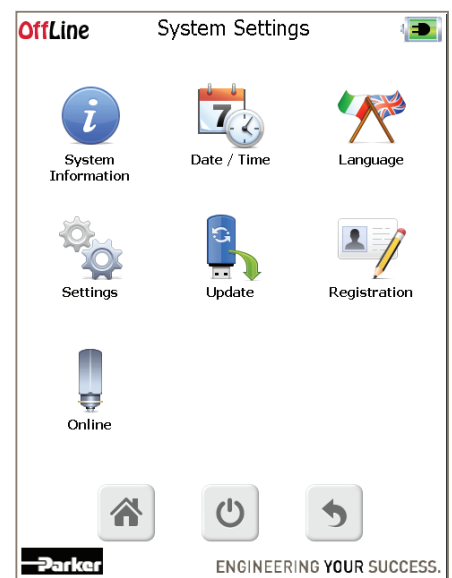 OffLine
System Settings
7
System
Information
Date / Time
Language
Settings
Update
Registration
Online
Parker
ENGINEERING YOUR SUCCESS.